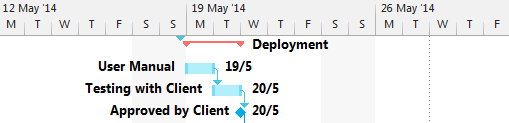 12 May '14 19 May '14 26 May '14
M T W T F S S M T W T F S S M T W T F
Deployment
User Manual 19/5
Testing with Client 20/5
Approved by Client 20/5